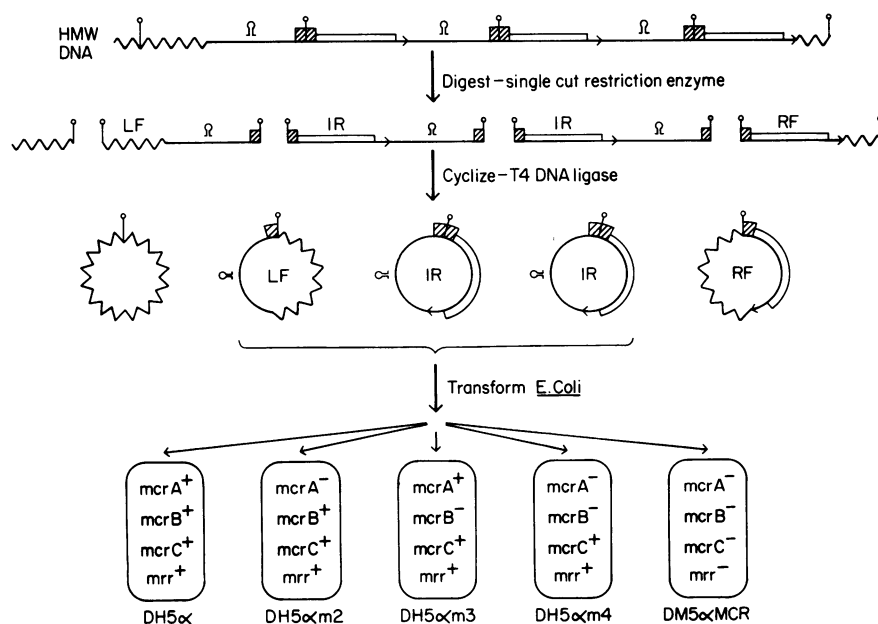 HMW
DNA
Ω Ω Ω
Digest-single cut restriction enzyme
LF Ω IR Ω IR Ω RF
Cyclize-T4 DNA ligase
Ω LF Ω IR Ω IR RF
Transform E.Coli
mcrA+ mcrA− mcrA+ mcrA− mcrA−
mcrB+ mcrB+ mcrB− mcrB− mcrB−
mcrC+ mcrC+ mcrC+ mcrC+ mcrC−
mrr+ mrr+ mrr+ mrr+ mrr−
DH5α DH5αm2 DH5αm3 DH5αm4 DM5αMCR